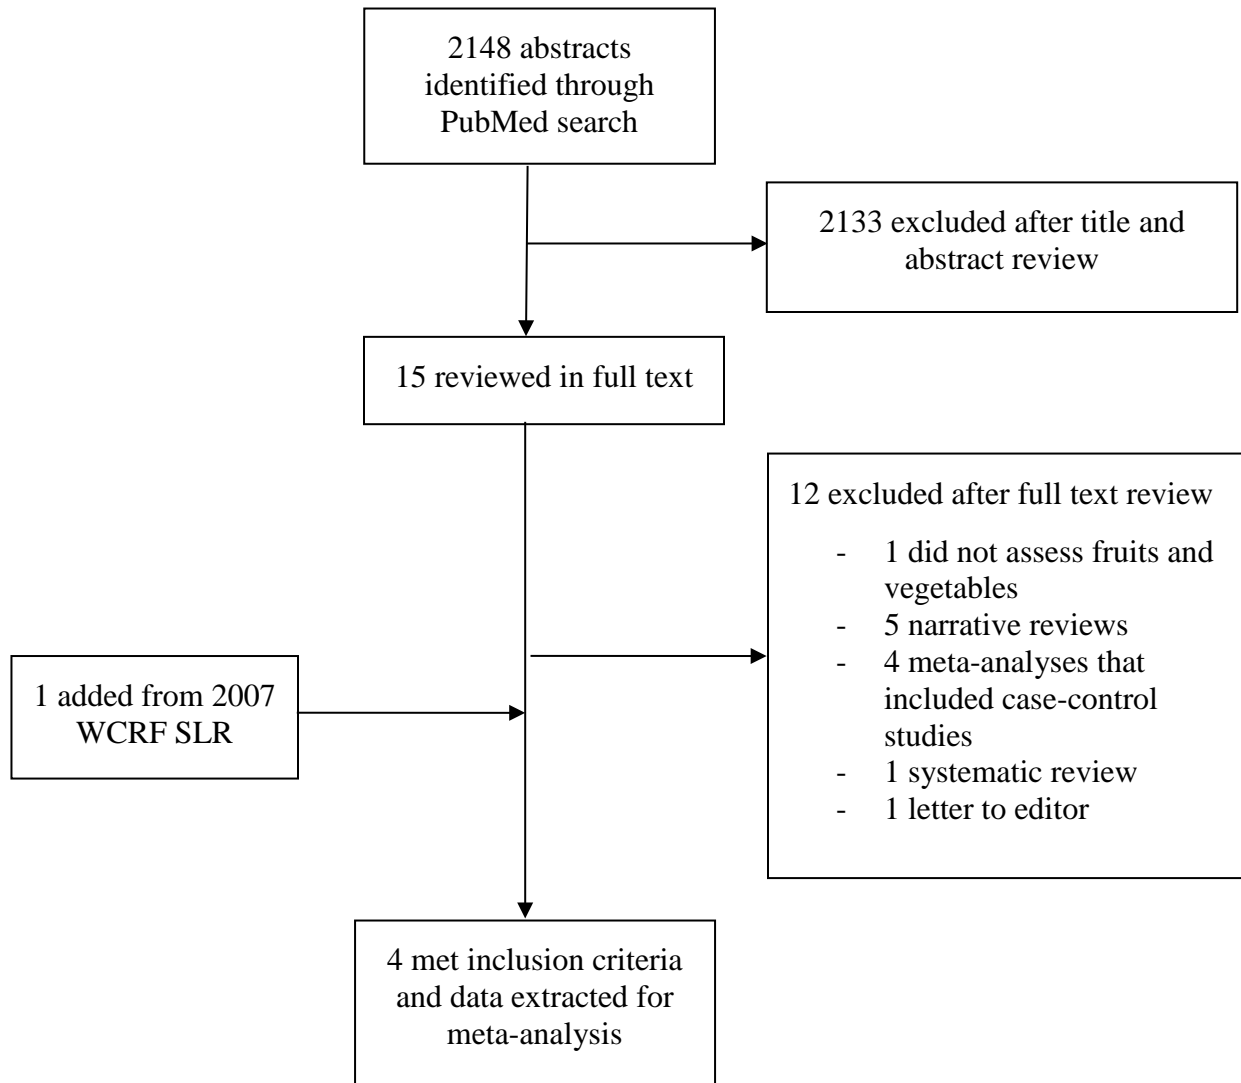 2148 abstracts
identified through
PubMed search
2133 excluded after title and
abstract review
15 reviewed in full text
12 excluded after full text review
- 1 did not assess fruits and
vegetables
- 5 narrative reviews
- 4 meta-analyses that
included case-control
studies
- 1 systematic review
- 1 letter to editor
1 added from 2007
WCRF SLR
4 met inclusion criteria
and data extracted for
meta-analysis